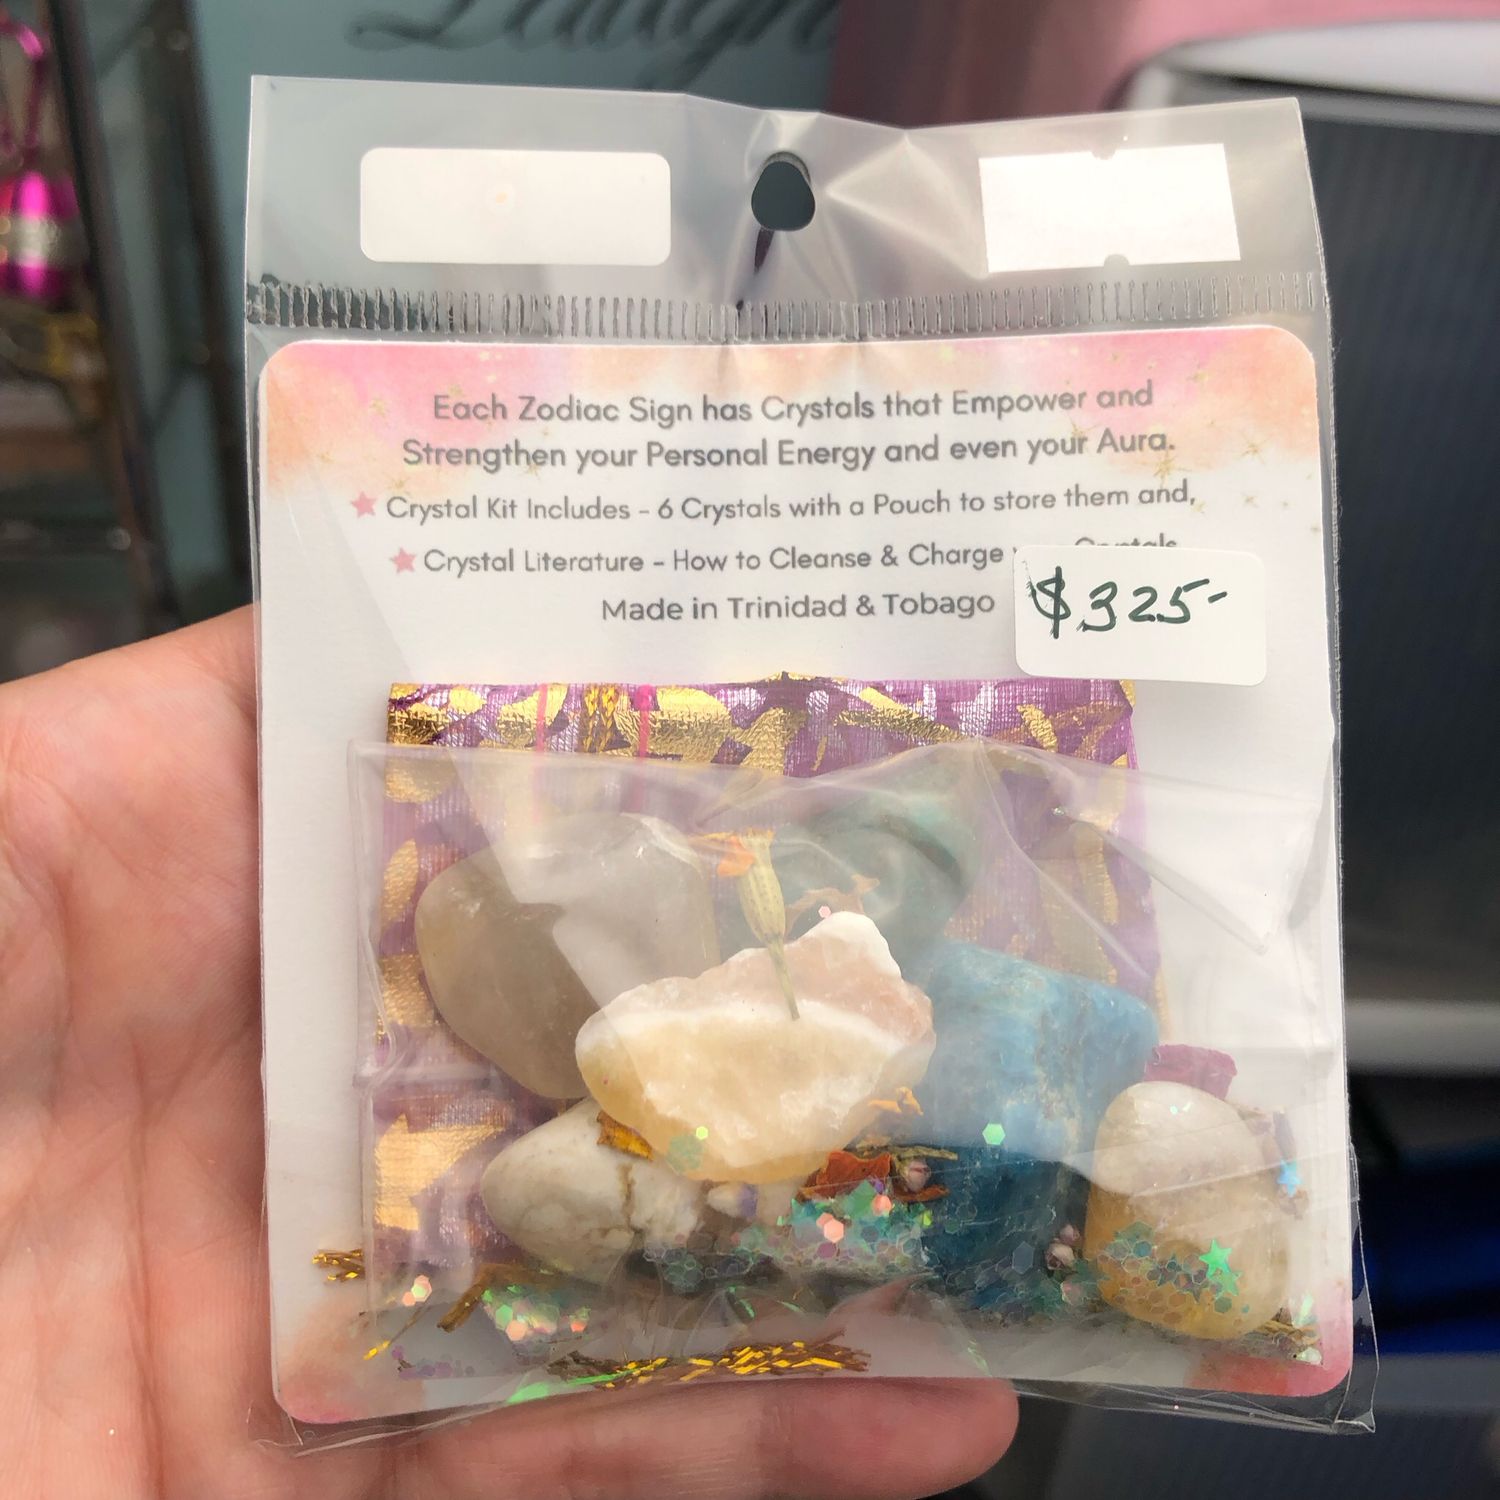 Each Zodiac Sign has Crystals that Empower and
Strengthen your Personal Energy and even your Aura.
Crystal Kit Includes - 6 Crystals with a Pouch to store them and,
Crystal Literature - How to Cleanse & Charge Crystals
Made in Trinidad & Tobago
$325-